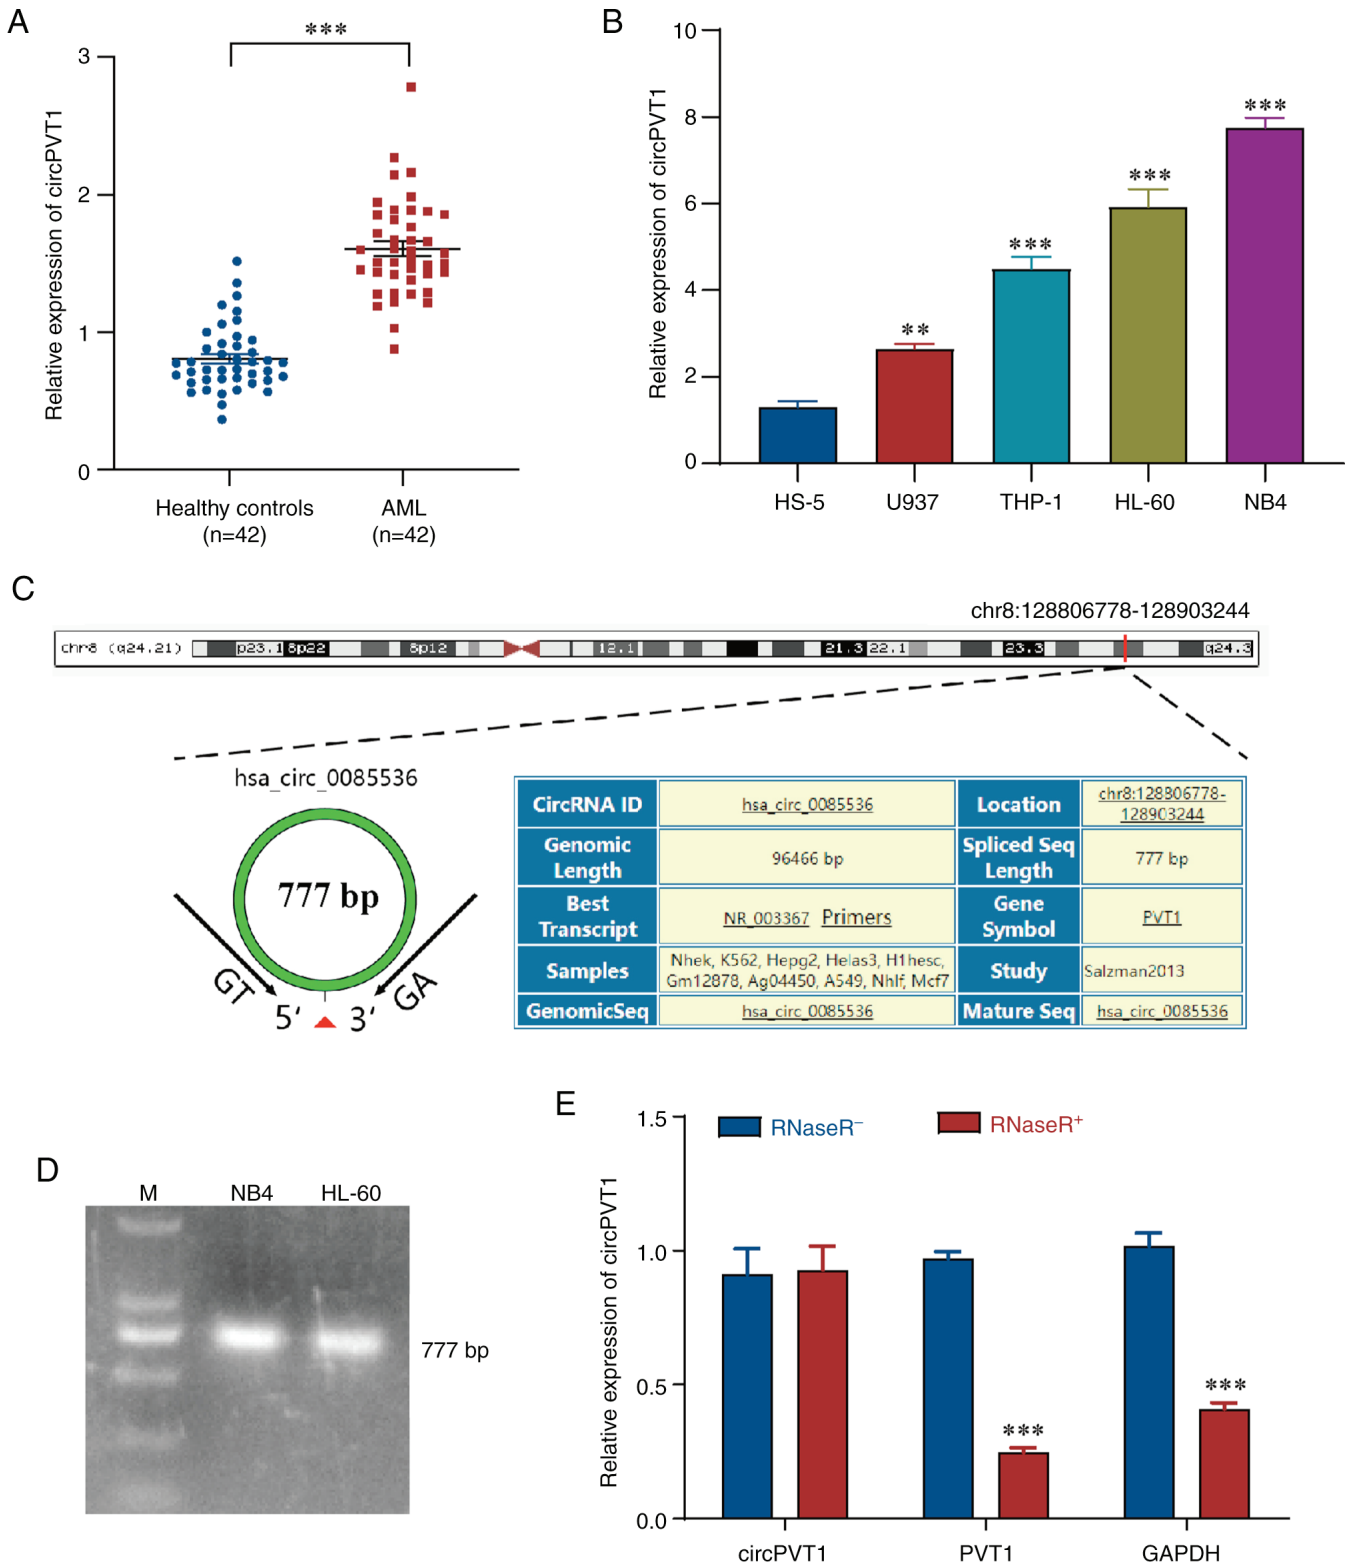 A
***
3
2
1
0
Relative expression of circPVT1
Healthy controls
(n=42)
AML
(n=42)
B
10
8
6
4
2
0
Relative expression of circPVT1
**
***
***
***
HS-5
U937
THP-1
HL-60
NB4
C
chr8:128806778-128903244
chr8 (q24.21) p23.1 8p22 8p12 12.1 21.3 22.1 23.3 q24.3
hsa_circ_0085536
777 bp
GT
GA
5‘
3‘
CircRNA ID hsa_circ_0085536 Location chr8:128806778-
128903244
Genomic
Length
96466 bp
Spliced Seq
Length
777 bp
Best
Transcript
NR_003367 Primers
Gene
Symbol
PVT1
Samples
Nhek, K562, Hepg2, Helas3, H1hesc,
Gm12878, Ag04450, A549, Nhlf, Mcf7
Study
Salzman2013
GenomicSeq hsa_circ_0085536 Mature Seq hsa_circ_0085536
D
M NB4 HL-60
777 bp
E
RNaseR− RNaseR+
1.5
1.0
0.5
0.0
Relative expression of circPVT1
***
***
circPVT1
PVT1
GAPDH